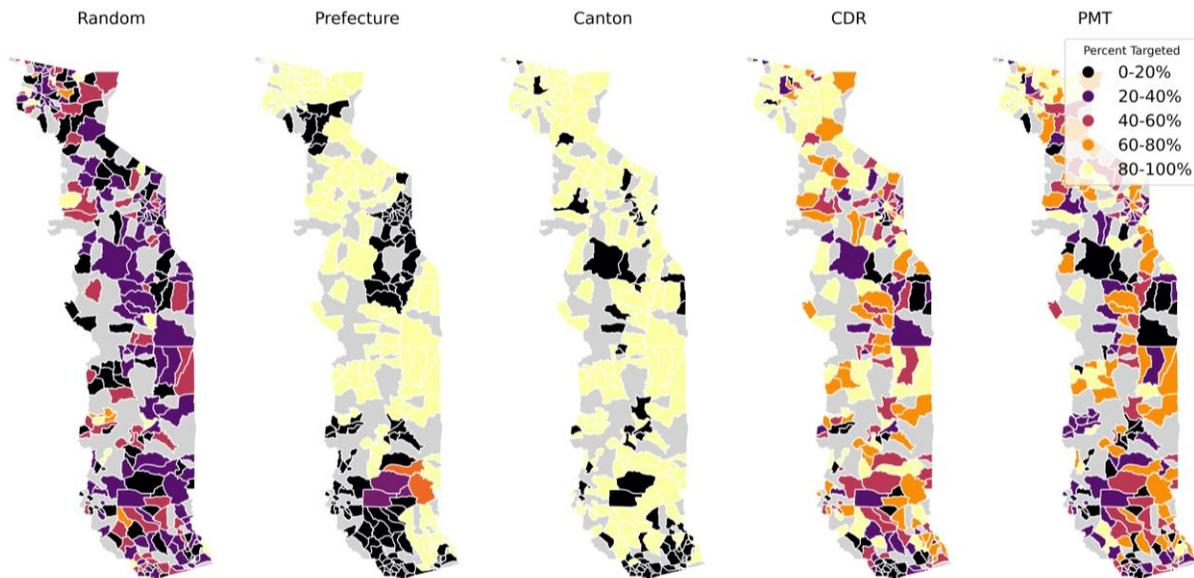 Random
Prefecture
Canton
CDR
PMT
Percent Targeted
0-20%
20-40%
40-60%
60-80%
80-100%